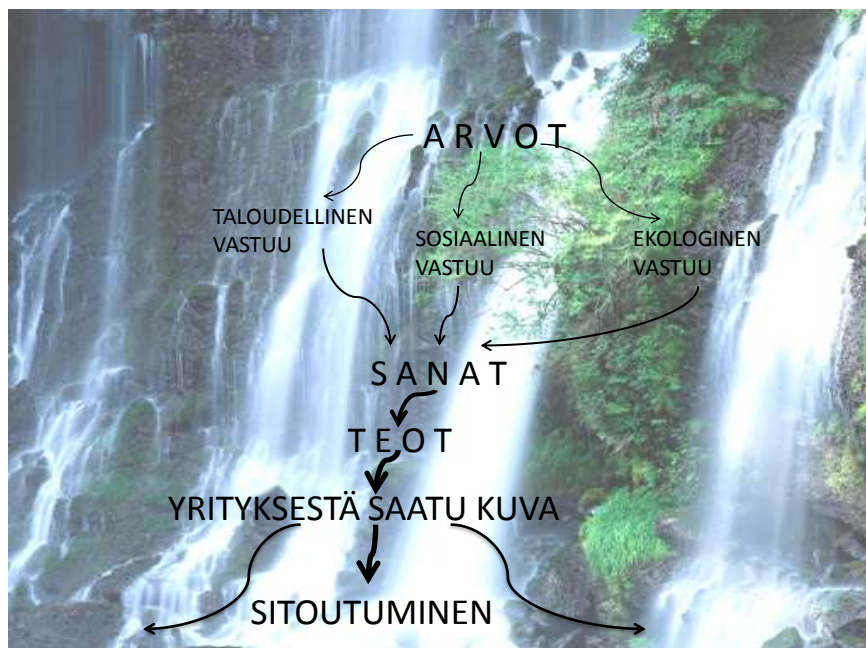 A R V O T
TALOUDELLINEN
VASTUU
SOSIAALINEN
VASTUU
EKOLOGINEN
VASTUU
S A N A T
T E O T
YRITYKSESTÄ SAATU KUVA
SITOUTUMINEN